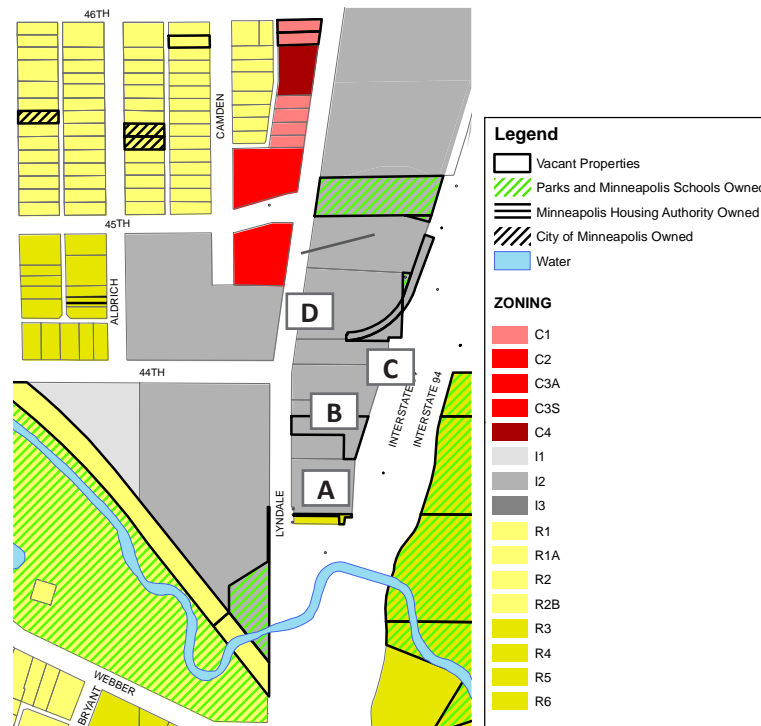 46TH
CAMDEN
45TH
ALDRICH
44TH
D
C
B
A
INTERSTATE
INTERSTATE 94
LYNDALE
WEBBER
BRYANT
Legend
Vacant Properties
Parks and Minneapolis Schools Owned
Minneapolis Housing Authority Owned
City of Minneapolis Owned
Water
ZONING
C1
C2
C3A
C3S
C4
I1
I2
I3
R1
R1A
R2
R2B
R3
R4
R5
R6